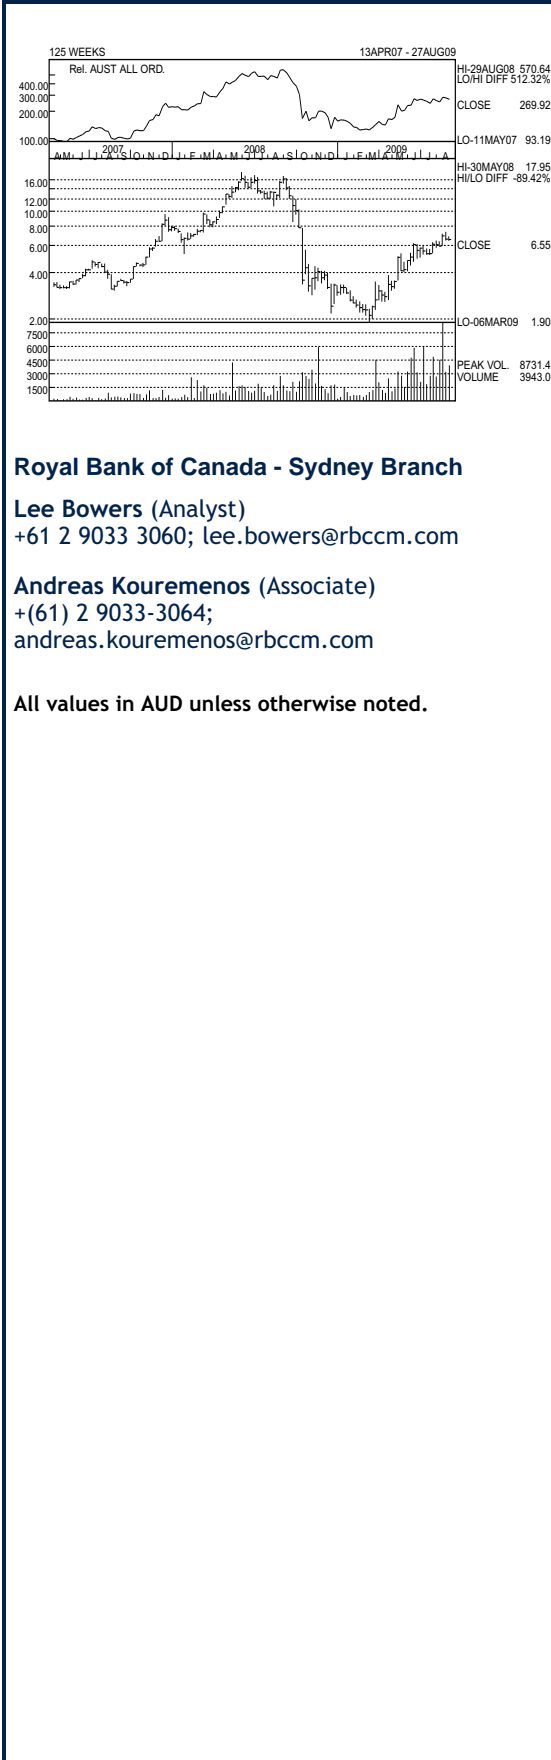 125 WEEKS 13APR07 - 27AUG09
Rel. AUST ALL ORD.
HI-29AUG08 570.64
LO/HI DIFF 512.32%
400.00
300.00
CLOSE 269.92
200.00
100.00
LO-11MAY07 93.19
2007 2008 2009
A M J J A S O N D J F M A M J J A S O N D J F M A M J J A
HI-30MAY08 17.95
HI/LO DIFF -89.42%
16.00
12.00
10.00
8.00
6.00
CLOSE 6.55
4.00
2.00
LO-06MAR09 1.90
7500
6000
4500
PEAK VOL. 8731.4
3000
VOLUME 3943.0
1500
Royal Bank of Canada - Sydney Branch
Lee Bowers (Analyst)
+61 2 9033 3060; lee.bowers@rbccm.com
Andreas Kouremenos (Associate)
+(61) 2 9033-3064;
andreas.kouremenos@rbccm.com
All values in AUD unless otherwise noted.